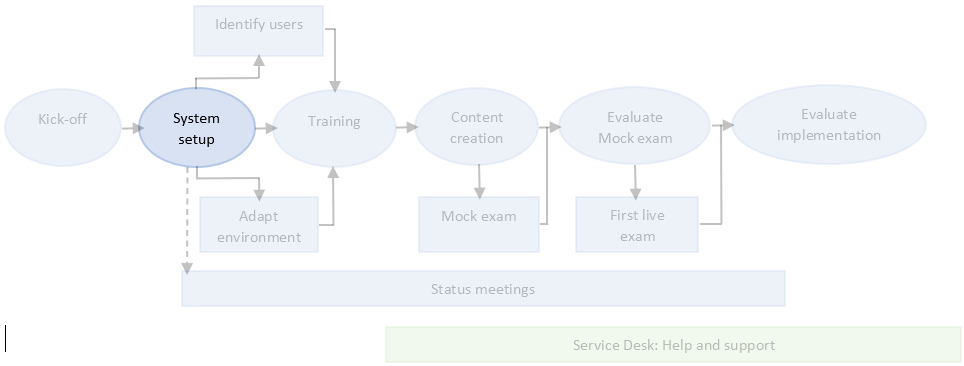 Identify users
Kick-off
System
setup
Training
Content
creation
Evaluate
Mock exam
Evaluate
implementation
Adapt
environment
Mock exam
First live
exam
Status meetings
Service Desk: Help and support